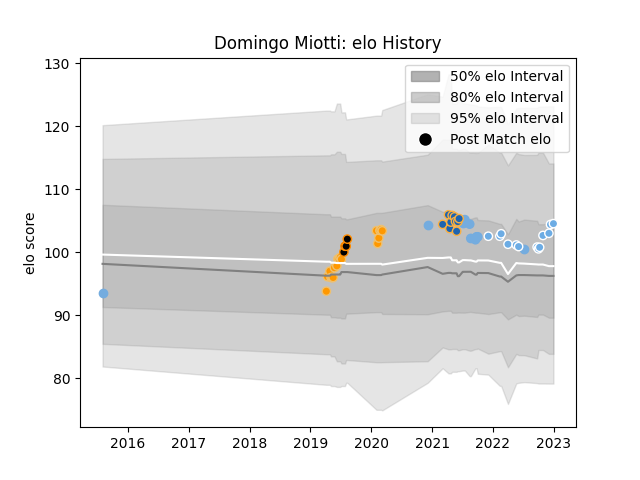 Domingo Miotti: elo History
130
120
110
100
90
80
elo score
50% elo Interval
80% elo Interval
95% elo Interval
Post Match elo
2016
2017
2018
2019
2020
2021
2022
2023